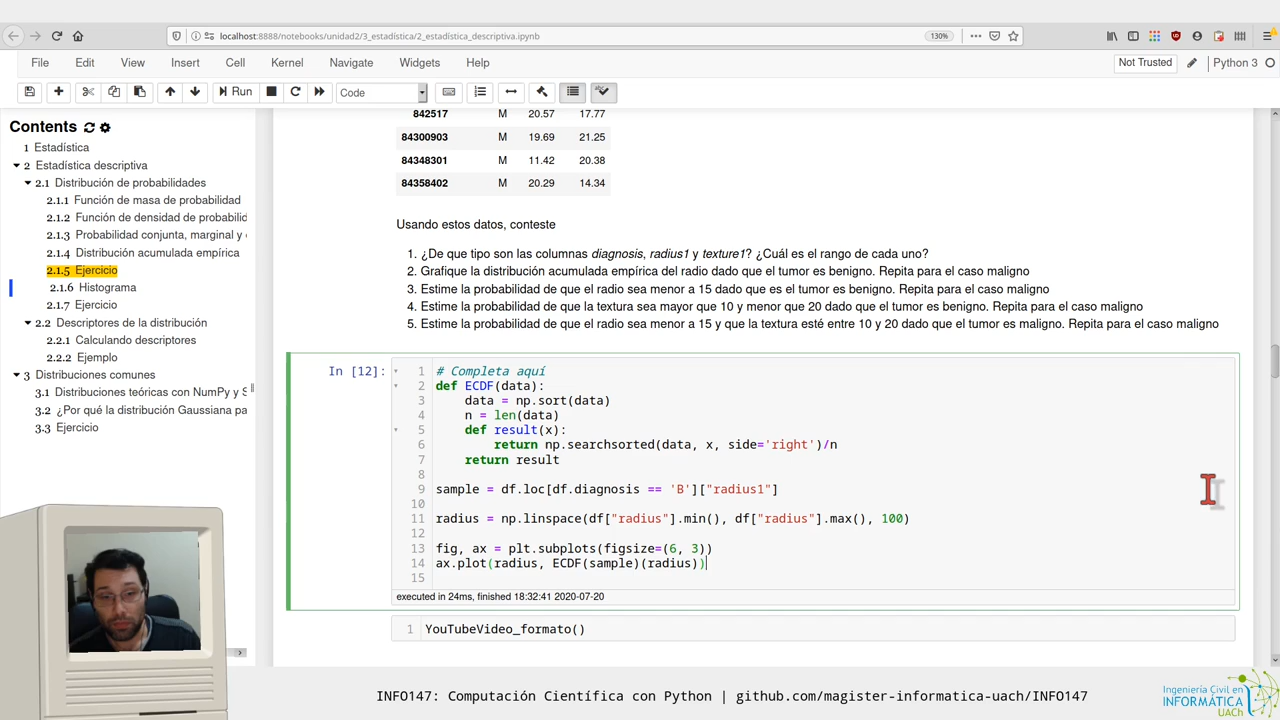 localhost:8888/notebooks/unidad2/3_estadística/2_estadística_descriptiva.ipynb
130%
File Edit View Insert Cell Kernel Navigate Widgets Help
Not Trusted
Python 3
Run
Code
Contents
1 Estadística
2 Estadística descriptiva
2.1 Distribución de probabilidades
2.1.1 Función de masa de probabilidad
2.1.2 Función de densidad de probabilid
2.1.3 Probabilidad conjunta, marginal y
2.1.4 Distribución acumulada empírica
2.1.5 Ejercicio
2.1.6 Histograma
2.1.7 Ejercicio
2.2 Descriptores de la distribución
2.2.1 Calculando descriptores
2.2.2 Ejemplo
3 Distribuciones comunes
3.1 Distribuciones teóricas con NumPy y S
3.2 ¿Por qué la distribución Gaussiana pa
3.3 Ejercicio
842517 M 20.57 17.77
84300903 M 19.69 21.25
84348301 M 11.42 20.38
84358402 M 20.29 14.34
Usando estos datos, conteste
1. ¿De que tipo son las columnas diagnosis, radius1 y texture1? ¿Cuál es el rango de cada uno?
2. Grafique la distribución acumulada empírica del radio dado que el tumor es benigno. Repita para el caso maligno
3. Estime la probabilidad de que el radio sea menor a 15 dado que es el tumor es benigno. Repita para el caso maligno
4. Estime la probabilidad de que la textura sea mayor que 10 y menor que 20 dado que el tumor es benigno. Repita para el caso maligno
5. Estime la probabilidad de que el radio sea menor a 15 y que la textura esté entre 10 y 20 dado que el tumor es maligno. Repita para el caso maligno
In [12]:
1 # Completa aquí
2 def ECDF(data):
3 data = np.sort(data)
4 n = len(data)
5 def result(x):
6 return np.searchsorted(data, x, side='right')/n
7 return result
8
9 sample = df.loc[df.diagnosis == 'B']["radius1"]
10
11 radius = np.linspace(df["radius"].min(), df["radius"].max(), 100)
12
13 fig, ax = plt.subplots(figsize=(6, 3))
14 ax.plot(radius, ECDF(sample)(radius))
15
executed in 24ms, finished 18:32:41 2020-07-20
1 YouTubeVideo_formato()
INFO147: Computación Científica con Python | github.com/magister-informatica-uach/INFO147
Ingeniería Civil en
INFORMÁTICA
UACh